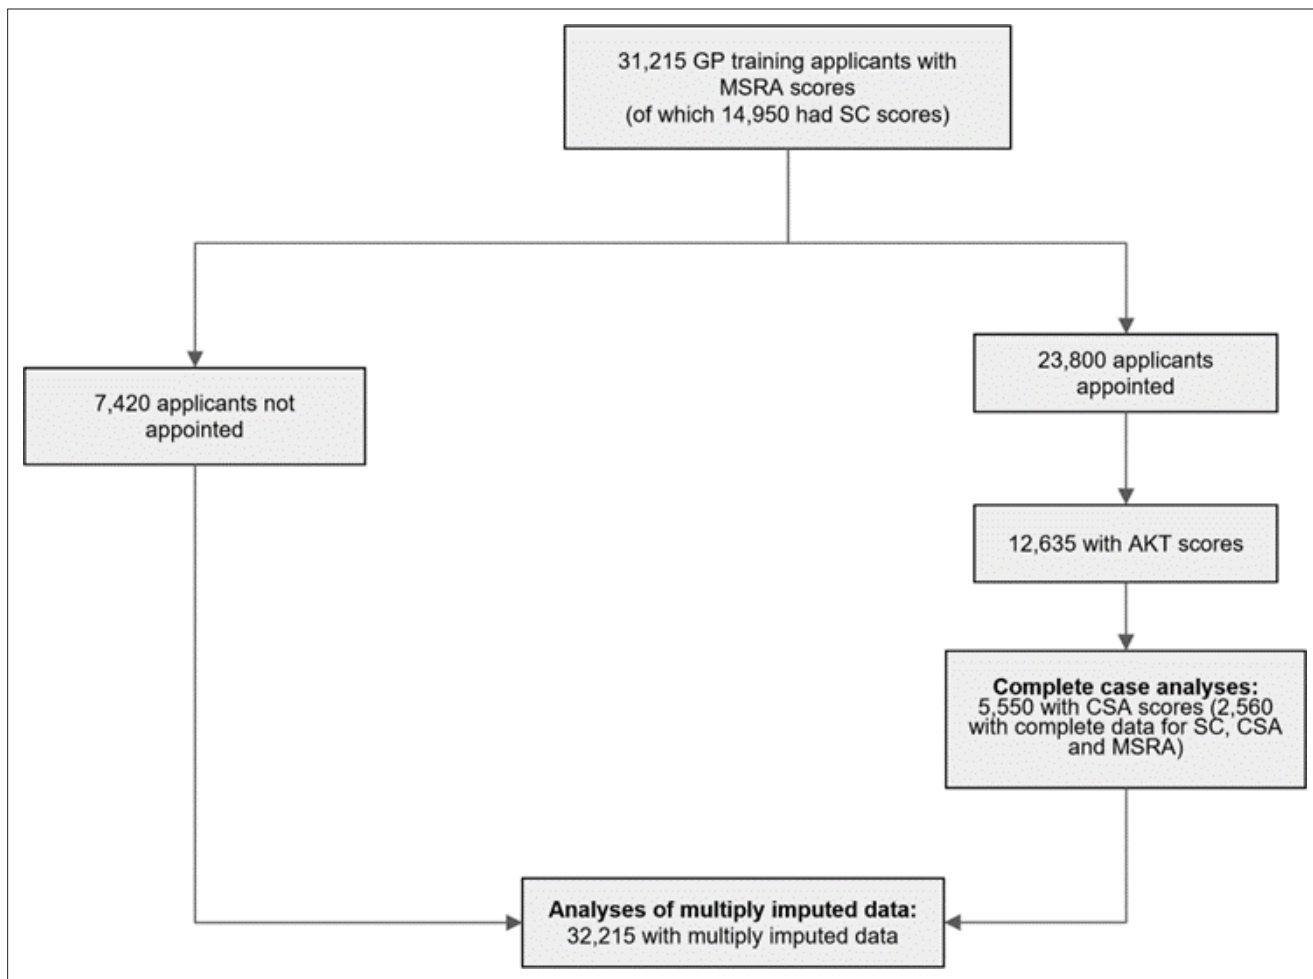 31,215 GP training applicants with
MSRA scores
(of which 14,950 had SC scores)
23,800 applicants
appointed
7,420 applicants not
appointed
12,635 with AKT scores
Complete case analyses:
5,550 with CSA scores (2,560
with complete data for SC, CSA
and MSRA)
Analyses of multiply imputed data:
32,215 with multiply imputed data